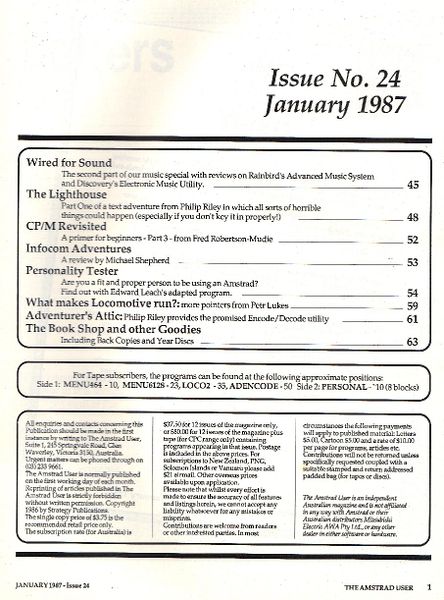 Issue No. 24
January 1987
Wired for Sound
The second part of our music special with reviews on Rainbird's Advanced Music System
and Discovery's Electronic Music Utility. 45
The Lighthouse
Part One of a text adventure from Philip Riley in which all sorts of horrible
things could happen (especially if you don't key it in properly!) 48
CP/M Revisited
A primer for beginners - Part 3 - from Fred Robertson-Mudie 52
Infocom Adventures
A review by Michael Shepherd 53
Personality Tester
Are you a fit and proper person to be using an Amstrad?
Find out with Edward Leach's adapted program. 54
What makes Locomotive run?: more pointers from Petr Lukes 59
Adventurer's Attic: Philip Riley provides the promised Encode/Decode utility 61
The Book Shop and other Goodies
Including Back Copies and Year Discs 63
For Tape subscribers, the programs can be found at the following approximate positions:
Side 1: MENU464 - 10, MENU6128 - 23, LOCO2 - 35, ADENCODE - 50 Side 2: PERSONAL - 10 (8 blocks)
All enquiries and contacts concerning this
Publication should be made in the first
instance by writing to The Amstrad User,
Suite 1, 245 Springvale Road, Glen
Waverley, Victoria 3150, Australia.
Urgent matters can be phoned through on
(03) 233 9661.
The Amstrad User is normally published
on the first working day of each month.
Reprinting of articles published in The
Amstrad User is strictly forbidden
without written permission. Copyright
1986 by Strategy Publications.
The single copy price of $3.75 is the
recommended retail price only.
The subscription rate (for Australia) is
$37.50 for 12 issues of the magazine only,
or $80.00 for 12 issues of the magazine plus
tape (for CPC range only) containing
programs appearing in that issue. Postage
is included in the above prices. For
subscriptions to New Zealand, PNG,
Solomon Islands or Vanuatu please add
$21 airmail. Other overseas prices
available upon application.
Please note that whilst every effort is
made to ensure the accuracy of all features
and listings herein, we cannot accept any
liability whatsoever for any mistakes or
misprints.
Contributions are welcom from readers
or other interested parties. In most
circumstances the following payments
will apply to published material: Letters
$5.00, Cartoon $5.00 and a rate of $10.00
per page for programs, articles etc.
Contributions will not be returned unless
specifically requested coupled with a
suitable stamped and return addressed
padded bag (for tapes or discs).
The Amstrad User is an independent
Australian magazine and is not affiliated
in any way with Amstrad or their
Australian distributors Mitsubishi
Electric AWA Pty Ltd., or any other
dealer in either software or hardware.
JANUARY 1987 - Issue 24 THE AMSTRAD USER 1